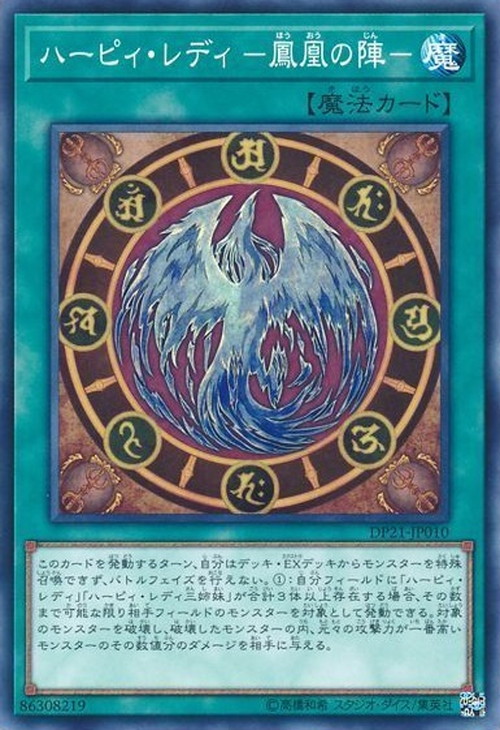 ハーピィ・レディ －鳳凰の陣－ 魔
【魔法カード】
DP21-JP010
このカードを発動するターン、自分はデッキ・EXデッキからモンスターを特殊
召喚できず、バトルフェイズを行えない。①：自分フィールドに「ハーピィ・
レディ」「ハーピィ・レディ三姉妹」が合計3体以上存在する場合、その数
まで可能な限り相手フィールドのモンスターを対象として発動できる。対象
のモンスターを破壊し、破壊したモンスターの内、元々の攻撃力が一番高い
モンスターのその数値分のダメージを相手に与える。
86308219 ©高橋和希 スタジオ・ダイス/集英社